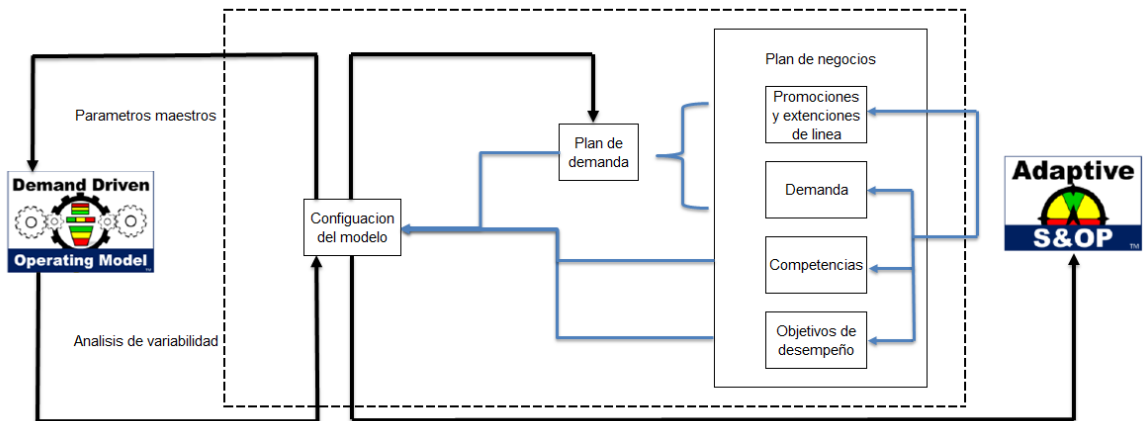 Plan de negocios
Parametros maestros
Promociones
y extenciones
de linea
Plan de
demanda
Demand Driven
Operating Model
TM
Configuacion
del modelo
Demanda
Adaptive
S&OP
TM
Competencias
Analisis de variabilidad
Objetivos de
desempeño